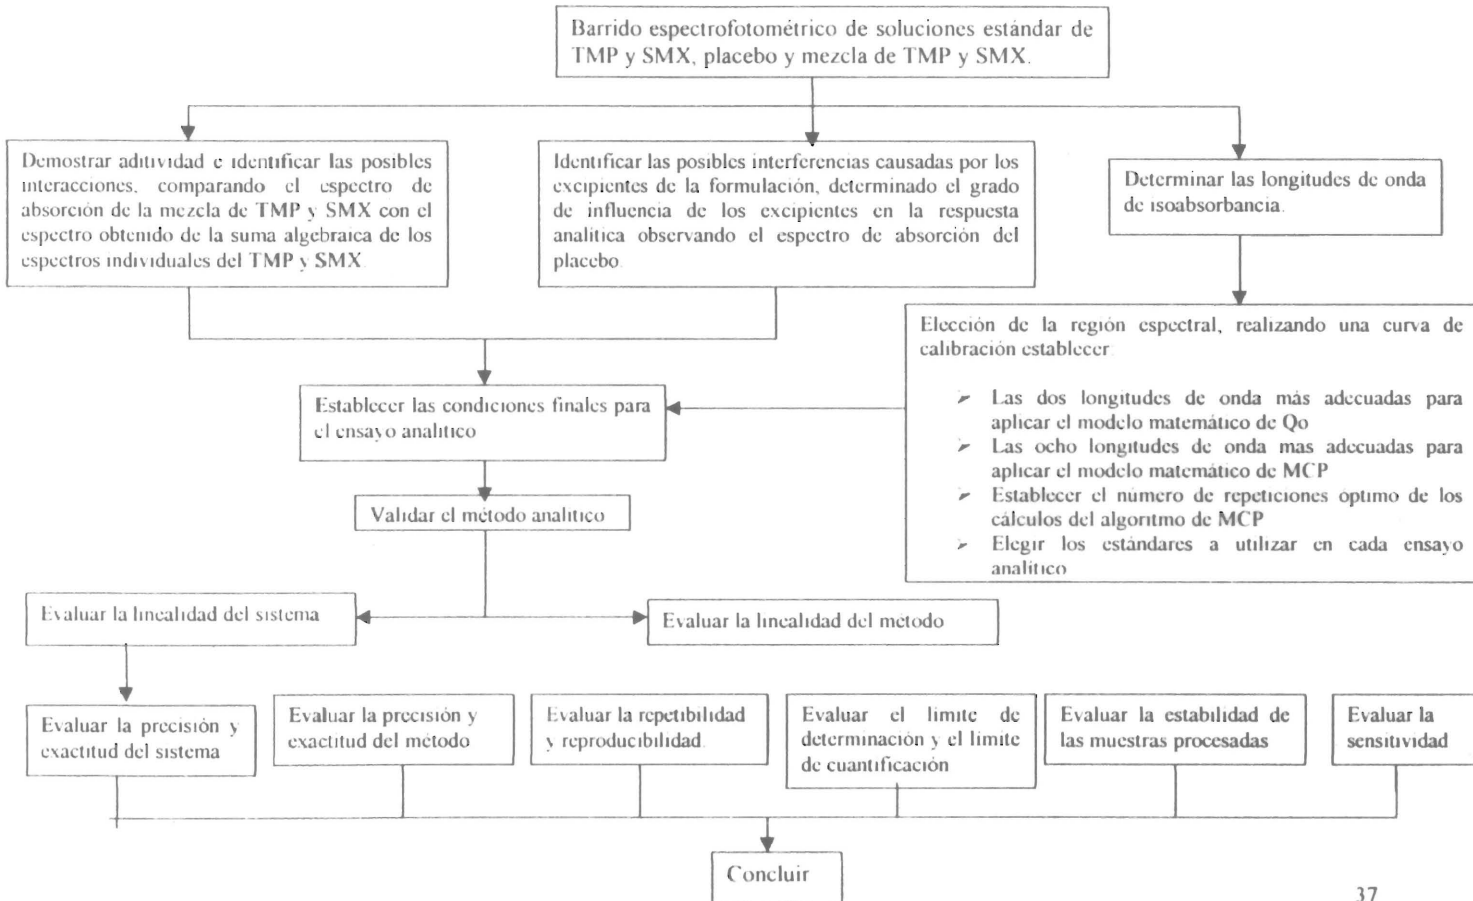 Barrido espectrofotométrico de soluciones estándar de
TMP y SMX, placebo y mezcla de TMP y SMX.
Demostrar aditividad e identificar las posibles
interacciones, comparando el espectro de
absorción de la mezcla de TMP y SMX con el
espectro obtenido de la suma algebraica de los
espectros individuales del TMP y SMX.
Identificar las posibles interferencias causadas por los
excipientes de la formulación, determinado el grado
de influencia de los excipientes en la respuesta
analítica observando el espectro de absorción del
placebo.
Determinar las longitudes de onda
de isoabsorbancia.
Elección de la región espectral, realizando una curva de
calibración establecer:
➢ Las dos longitudes de onda más adecuadas para
aplicar el modelo matemático de Qo
➢ Las ocho longitudes de onda mas adecuadas para
aplicar el modelo matemático de MCP
➢ Establecer el número de repeticiones óptimo de los
cálculos del algoritmo de MCP
➢ Elegir los estándares a utilizar en cada ensayo
analítico
Establecer las condiciones finales para
el ensayo analítico
Validar el método analítico
Evaluar la linealidad del sistema
Evaluar la linealidad del método
Evaluar la precisión y
exactitud del sistema
Evaluar la precisión y
exactitud del método
Evaluar la repetibilidad
y reproducibilidad.
Evaluar el limite de
determinación y el limite
de cuantificación
Evaluar la estabilidad de
las muestras procesadas
Evaluar la
sensitividad
Concluir
37